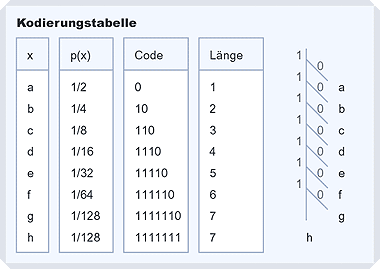 Kodierungstabelle
x p(x) Code Länge
a 1/2 0 1
b 1/4 10 2
c 1/8 110 3
d 1/16 1110 4
e 1/32 11110 5
f 1/64 111110 6
g 1/128 1111110 7
h 1/128 1111111 7
1 0
1 0 a
1 0 b
1 0 c
1 0 d
1 0 e
1 0 f
g
h